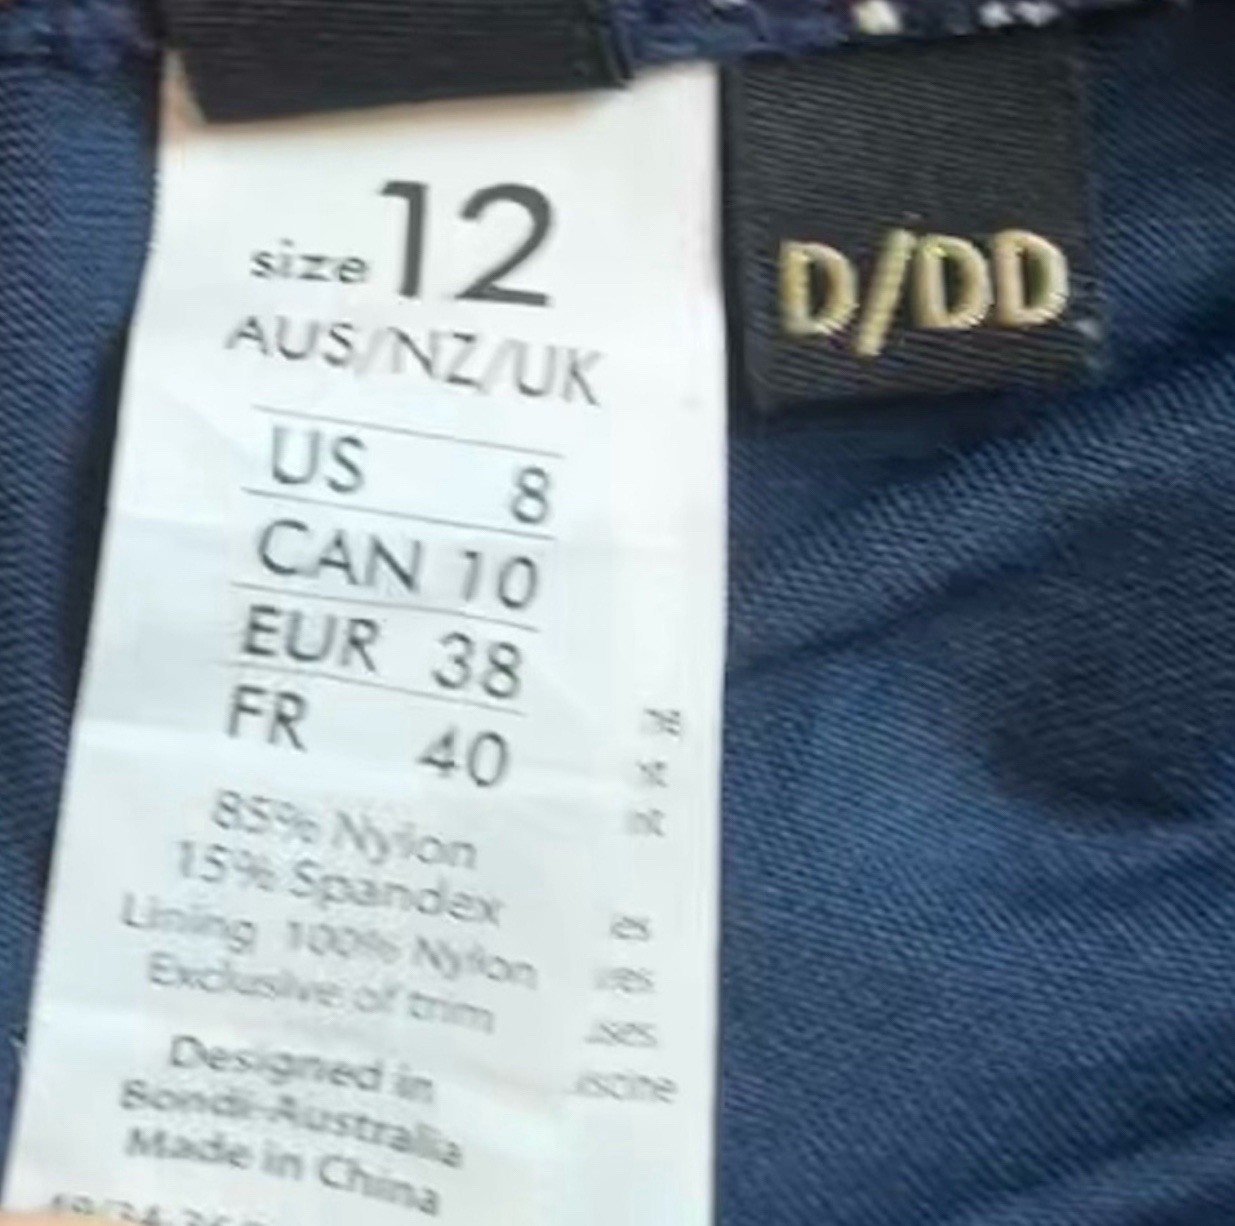 size 12
AUS/NZ/UK
US 8
CAN 10
EUR 38
FR 40
85% Nylon
15% Spandex
Lining 100% Nylon
Exclusive of trim
Designed in
Bondi-Australia
Made in China
D/DD